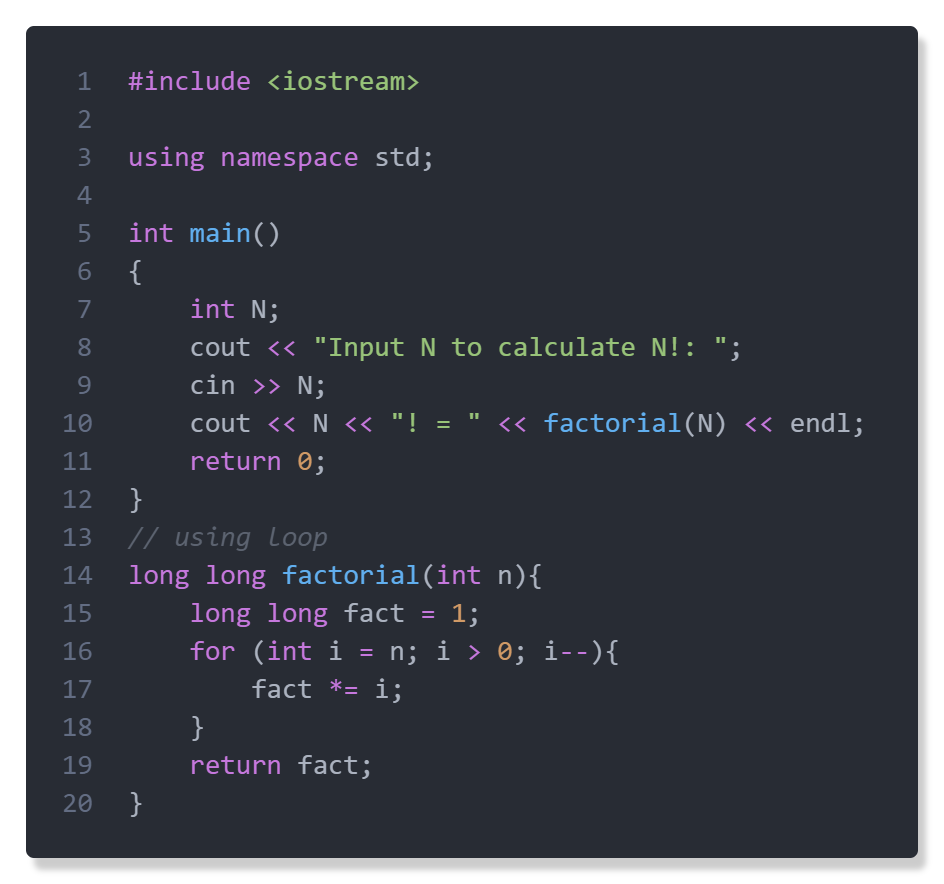 1 #include <iostream>
2
3 using namespace std;
4
5 int main()
6 {
7     int N;
8     cout << "Input N to calculate N!: ";
9     cin >> N;
10     cout << N << "! = " << factorial(N) << endl;
11     return 0;
12 }
13 // using loop
14 long long factorial(int n){
15     long long fact = 1;
16     for (int i = n; i > 0; i--){
17         fact *= i;
18     }
19     return fact;
20 }